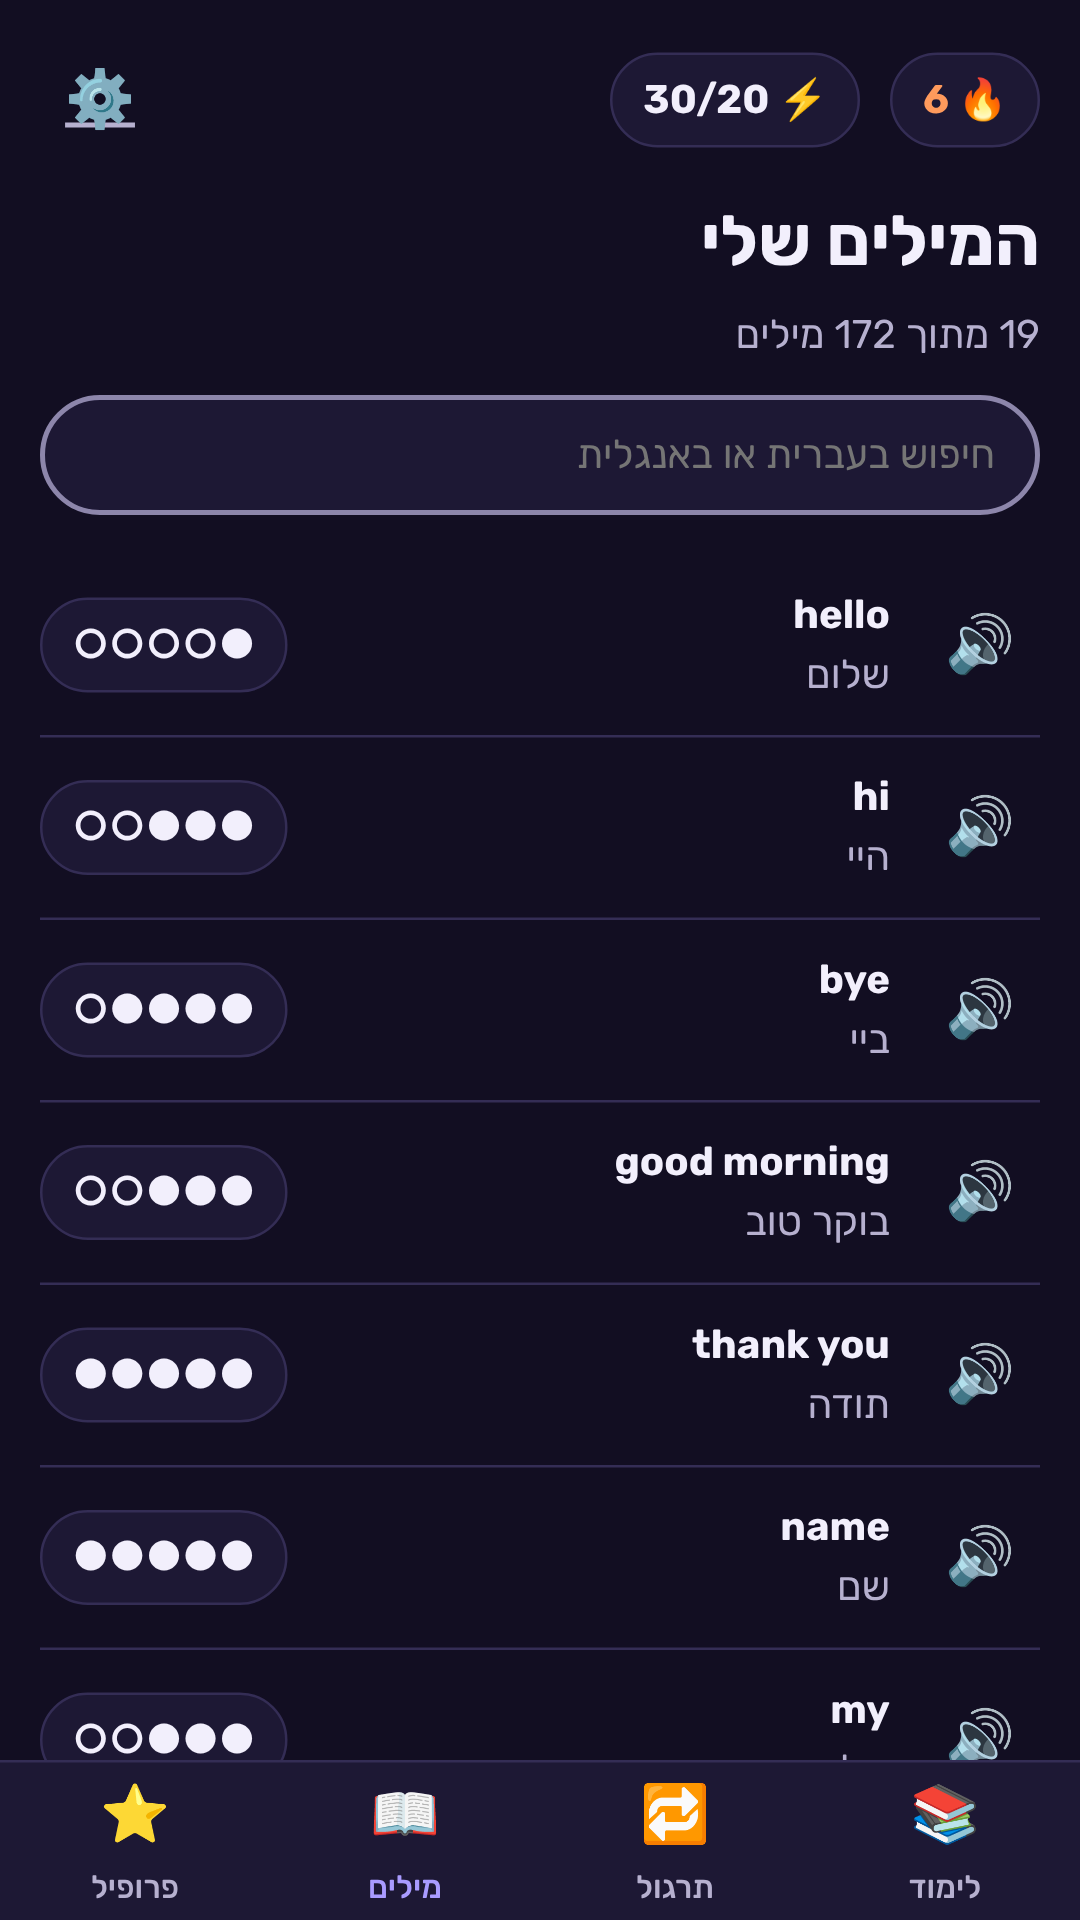 6
30/20
המילים שלי
19 מתוך 172 מילים
חיפוש בעברית או באנגלית
hello
שלום
hi
היי
bye
ביי
good morning
בוקר טוב
thank you
תודה
name
שם
my
לימוד
תרגול
מילים
פרופיל